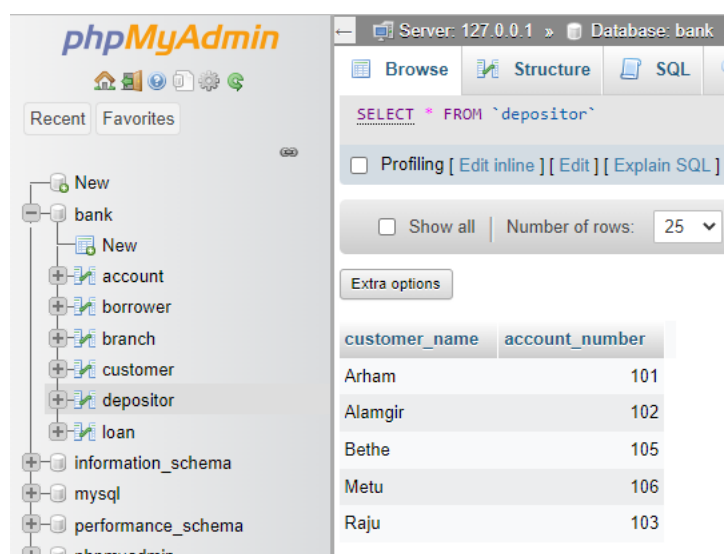 phpMyAdmin
Recent Favorites
New
bank
New
account
borrower
branch
customer
depositor
loan
information_schema
mysql
performance_schema
phpmyadmin
← Server: 127.0.0.1 » Database: bank
Browse Structure SQL
SELECT * FROM `depositor`
Profiling [ Edit inline ] [ Edit ] [ Explain SQL ]
Show all | Number of rows: 25
Extra options
customer_name account_number
Arham 101
Alamgir 102
Bethe 105
Metu 106
Raju 103